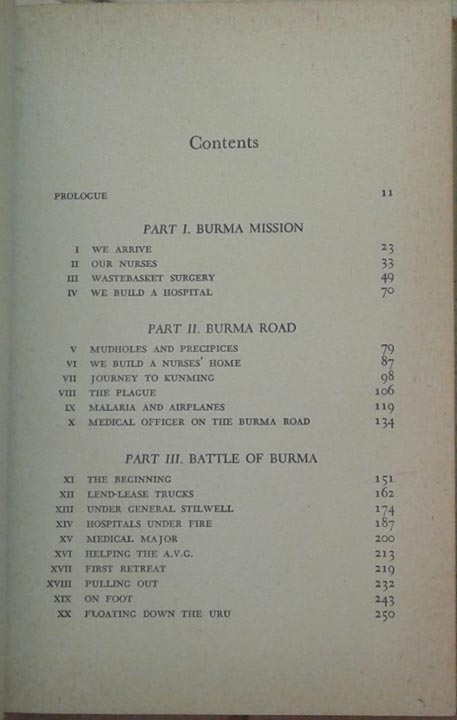 Contents
PROLOGUE 11
PART I. BURMA MISSION
I WE ARRIVE 23
II OUR NURSES 33
III WASTEBASKET SURGERY 49
IV WE BUILD A HOSPITAL 70
PART II. BURMA ROAD
V MUDHOLES AND PRECIPICES 79
VI WE BUILD A NURSES' HOME 87
VII JOURNEY TO KUNMING 98
VIII THE PLAGUE 106
IX MALARIA AND AIRPLANES 119
X MEDICAL OFFICER ON THE BURMA ROAD 134
PART III. BATTLE OF BURMA
XI THE BEGINNING 151
XII LEND-LEASE TRUCKS 162
XIII UNDER GENERAL STILWELL 174
XIV HOSPITALS UNDER FIRE 187
XV MEDICAL MAJOR 200
XVI HELPING THE A.V.G. 213
XVII FIRST RETREAT 219
XVIII PULLING OUT 232
XIX ON FOOT 243
XX FLOATING DOWN THE URU 250